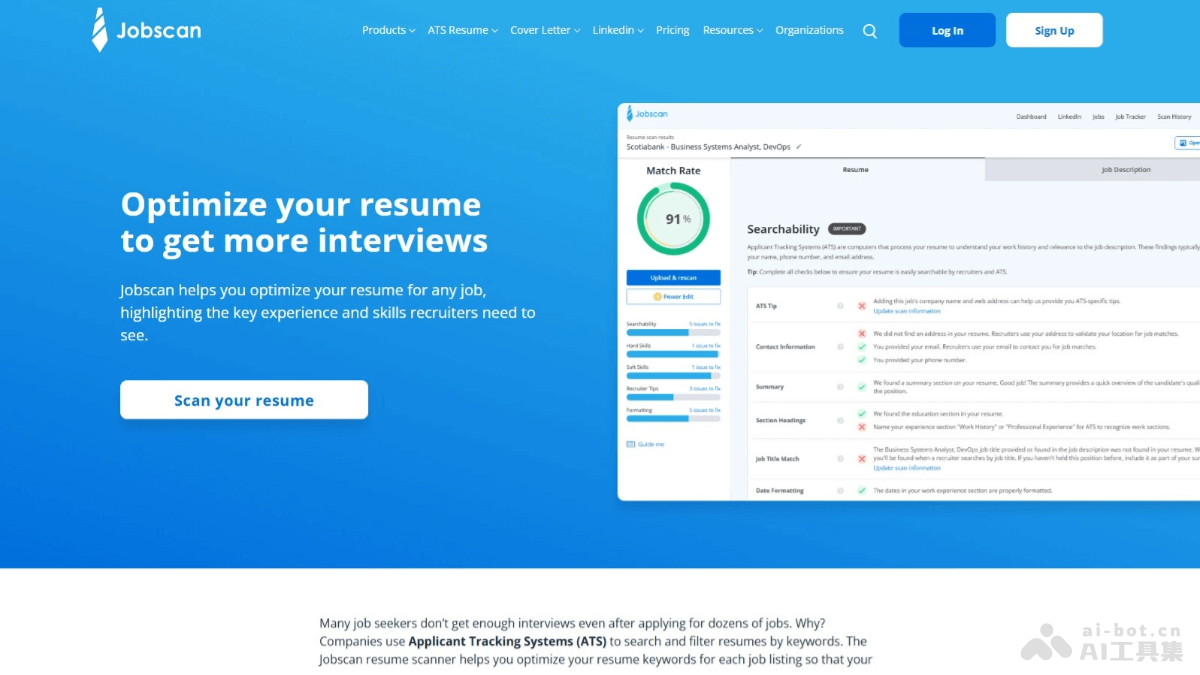 Jobscan
Products ATS Resume Cover Letter Linkedin Pricing Resources Organizations Log In Sign Up
Optimize your resume
to get more interviews
Jobscan helps you optimize your resume for any job,
highlighting the key experience and skills recruiters need to
see.
Scan your resume
Jobscan
Dashboard LinkedIn Jobs Job Tracker Scan History
Resume scan results
Scotiabank - Business Systems Analyst, DevOps
Match Rate
91 %
Upload & rescan
Power Edit
Searchability 5 issues to fix
Hard Skills 1 issue to fix
Soft Skills 1 issue to fix
Recruiter Tips 3 issues to fix
Formatting 5 issues to fix
Guide me
Resume Job Description
Searchability IMPORTANT
Applicant Tracking Systems (ATS) are computers that process your resume to understand your work history and relevance to the job description. These findings typically
your name, phone number, and email address.
Tip: Complete all checks below to ensure your resume is easily searchable by recruiters and ATS.
ATS Tip
Adding this job's company name and web address can help us provide you ATS-specific tips.
Update scan information
Contact Information
We did not find an address in your resume. Recruiters use your address to validate your location for job matches.
You provided your email. Recruiters use your email to contact you for job matches.
You provided your phone number.
Summary
We found a summary section on your resume. Good job! The summary provides a quick overview of the candidate's
the position.
Section Headings
We found the education section in your resume.
Name your experience section "Work History" or "Professional Experience" for ATS to recognize work sections.
Job Title Match
The Business Systems Analyst, DevOps job title provided or found in the job description was not found in your resume.
you'll be found when a recruiter searches by job title. If you haven't held this position before, include it as part of your
Update scan information
Date Formatting
The dates in your work experience section are properly formatted.
Many job seekers don't get enough interviews even after applying for dozens of jobs. Why?
Companies use Applicant Tracking Systems (ATS) to search and filter resumes by keywords. The
Jobscan resume scanner helps you optimize your resume keywords for each job listing so that your
ai-bot.cn
AI工具集